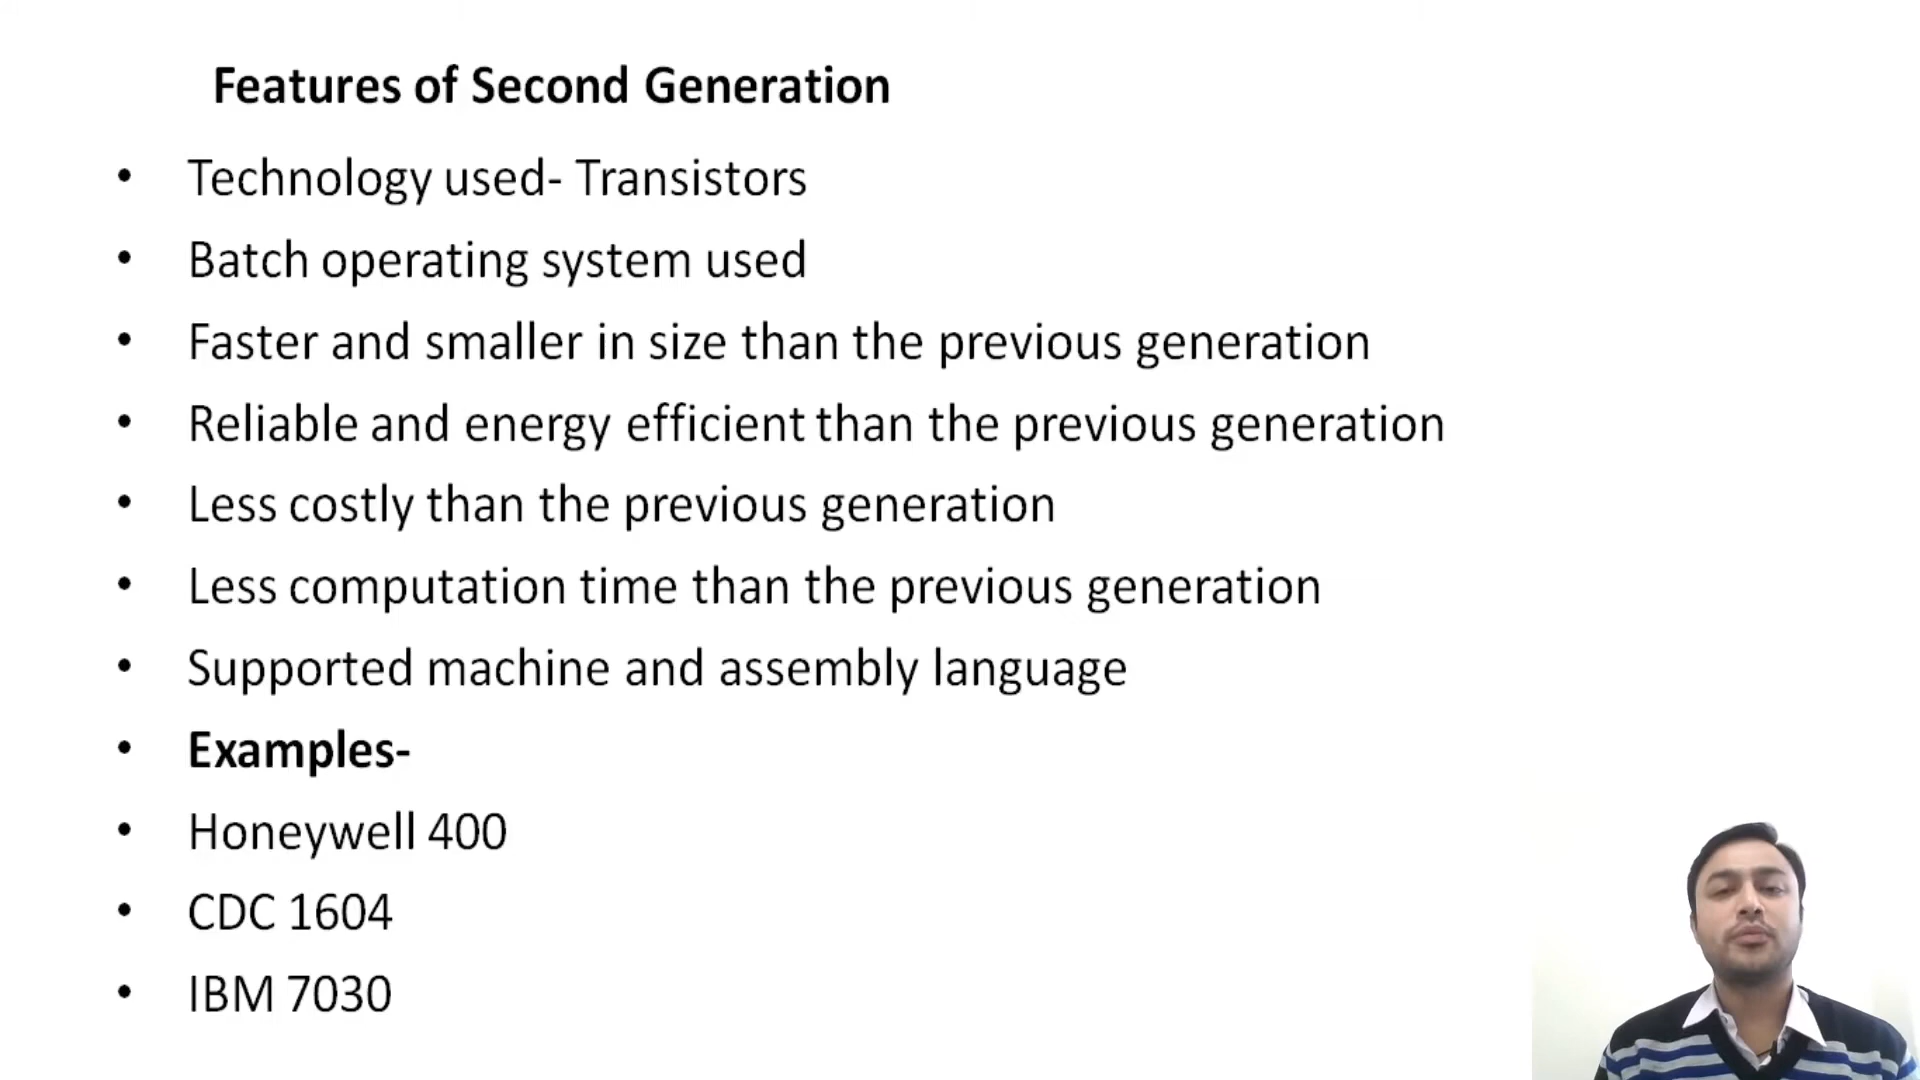 Features of Second Generation
• Technology used- Transistors
• Batch operating system used
• Faster and smaller in size than the previous generation
• Reliable and energy efficient than the previous generation
• Less costly than the previous generation
• Less computation time than the previous generation
• Supported machine and assembly language
• Examples-
• Honeywell 400
• CDC 1604
• IBM 7030